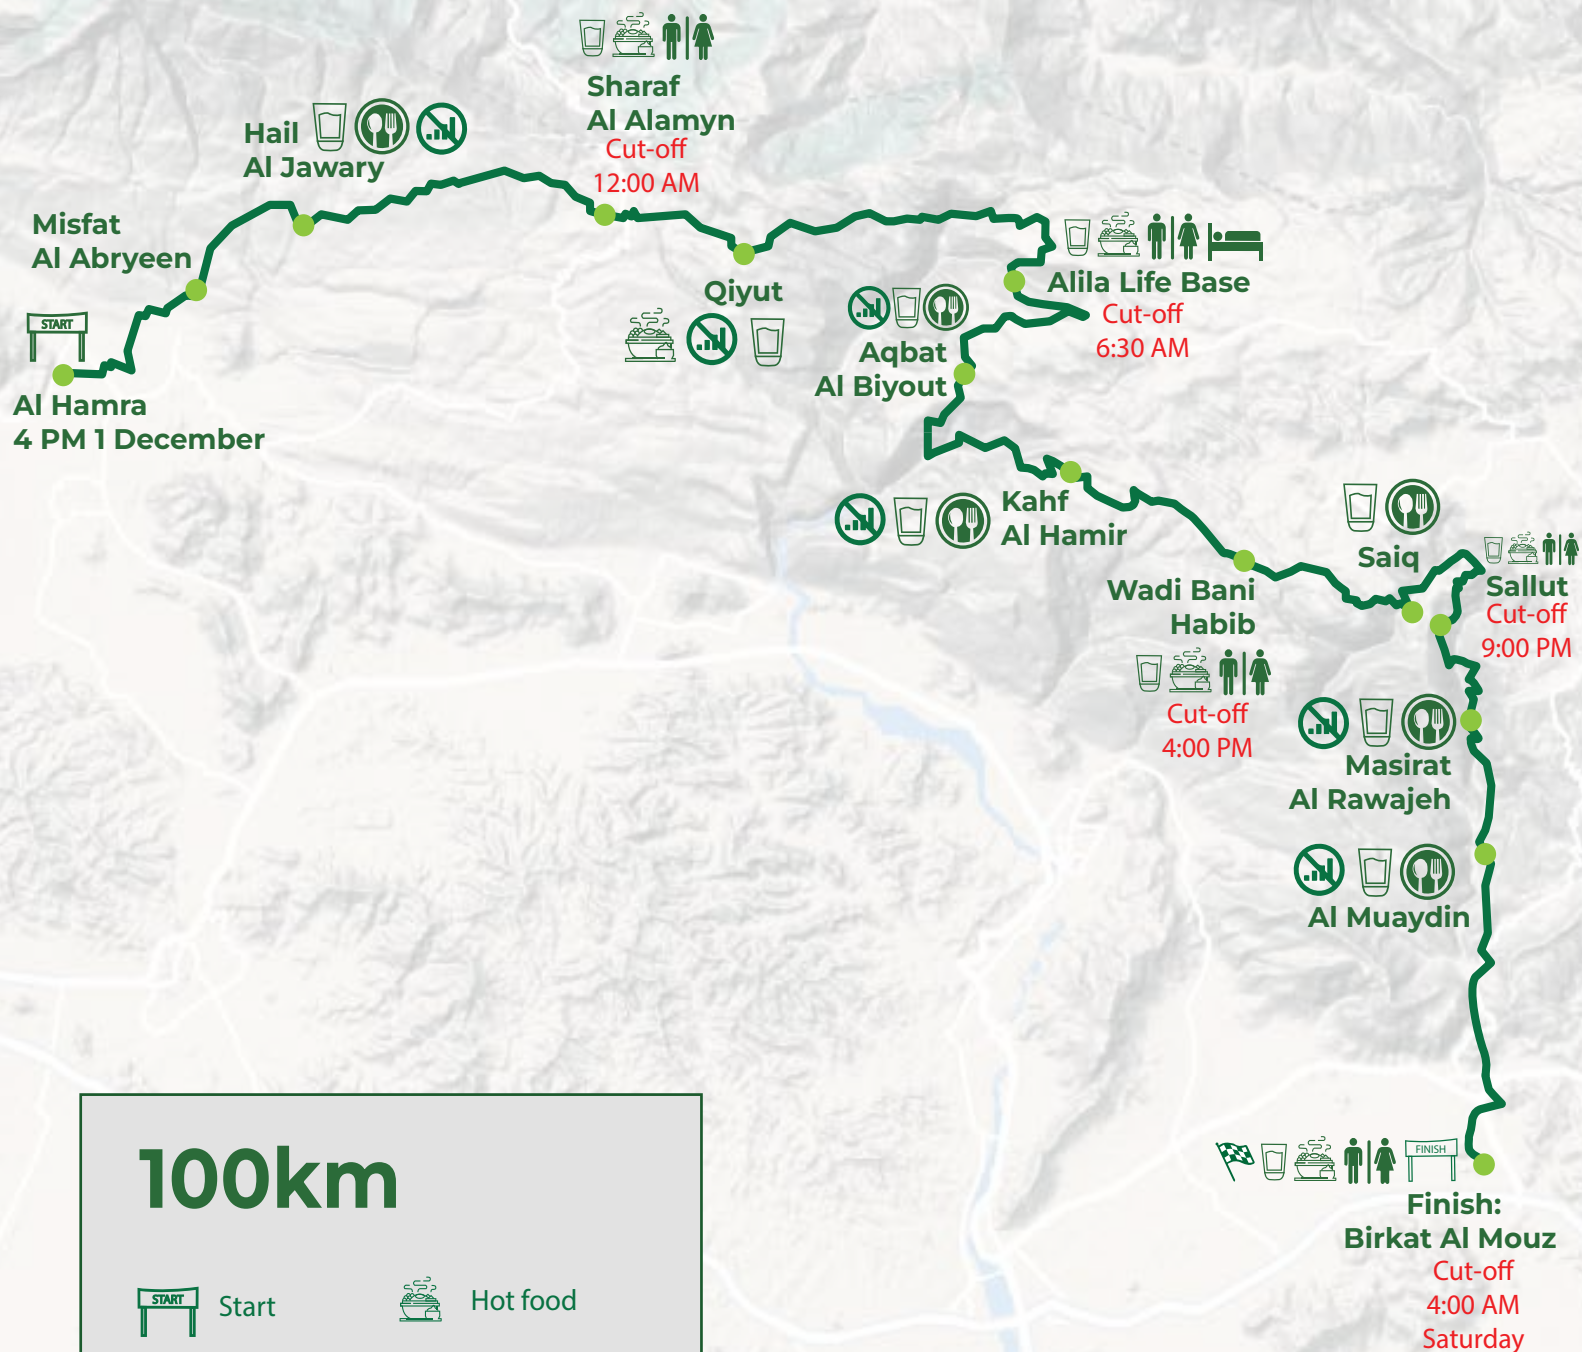 Sharaf
Al Alamyn
Cut-off
12:00 AM
Hail
Al Jawary
Misfat
Al Abryeen
START
Al Hamra
4 PM 1 December
Qiyut
Alila Life Base
Cut-off
6:30 AM
Aqbat
Al Biyout
Kahf
Al Hamir
Wadi Bani
Habib
Cut-off
4:00 PM
Saiq
Sallut
Cut-off
9:00 PM
Masirat
Al Rawajeh
Al Muaydin
FINISH
Finish:
Birkat Al Mouz
Cut-off
4:00 AM
Saturday
100km
START
Start
Hot food